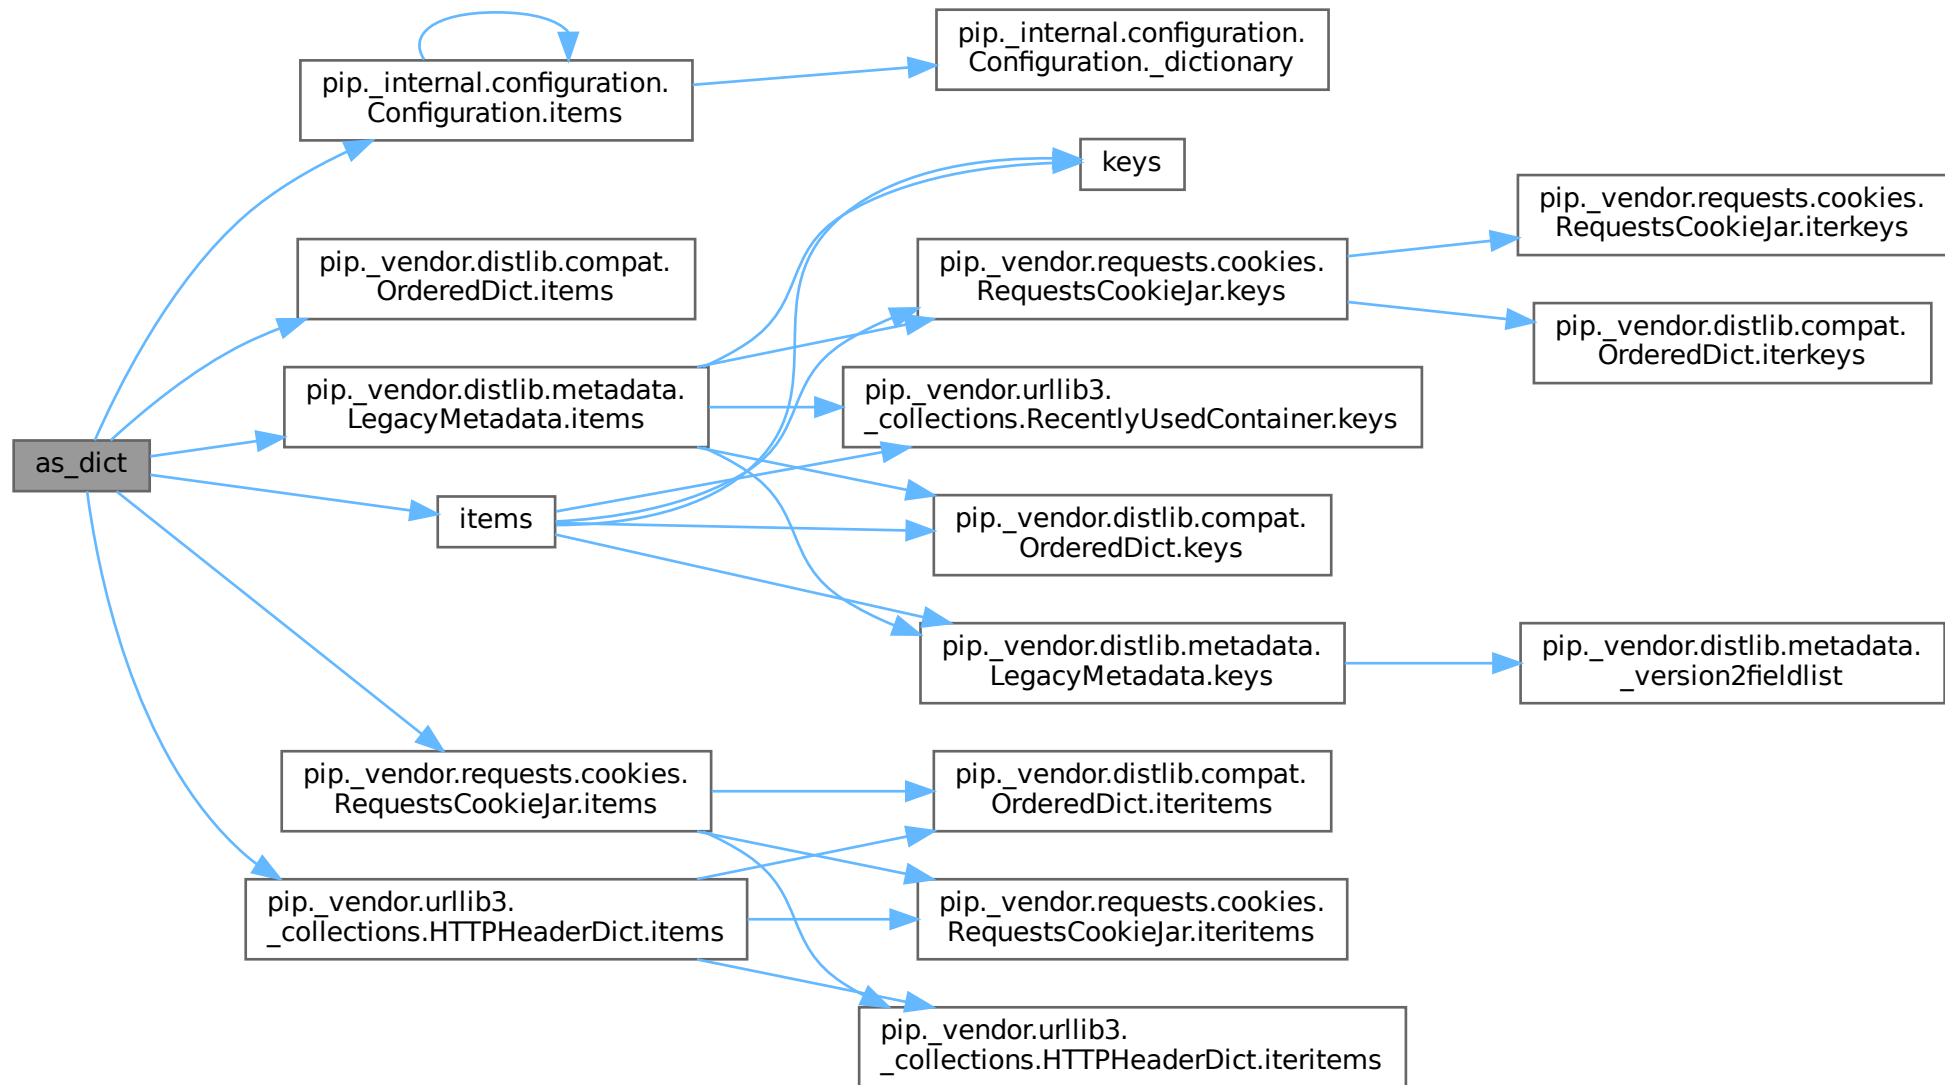 as_dict
pip._internal.configuration.
Configuration.items
pip._internal.configuration.
Configuration._dictionary
pip._vendor.distlib.compat.
OrderedDict.items
pip._vendor.distlib.metadata.
LegacyMetadata.items
keys
pip._vendor.requests.cookies.
RequestsCookieJar.keys
pip._vendor.requests.cookies.
RequestsCookieJar.iterkeys
pip._vendor.distlib.compat.
OrderedDict.iterkeys
pip._vendor.urllib3.
_collections.RecentlyUsedContainer.keys
pip._vendor.distlib.compat.
OrderedDict.keys
pip._vendor.distlib.metadata.
LegacyMetadata.keys
pip._vendor.distlib.metadata.
_version2fieldlist
items
pip._vendor.requests.cookies.
RequestsCookieJar.items
pip._vendor.distlib.compat.
OrderedDict.iteritems
pip._vendor.requests.cookies.
RequestsCookieJar.iteritems
pip._vendor.urllib3.
_collections.HTTPHeaderDict.iteritems
pip._vendor.urllib3.
_collections.HTTPHeaderDict.items